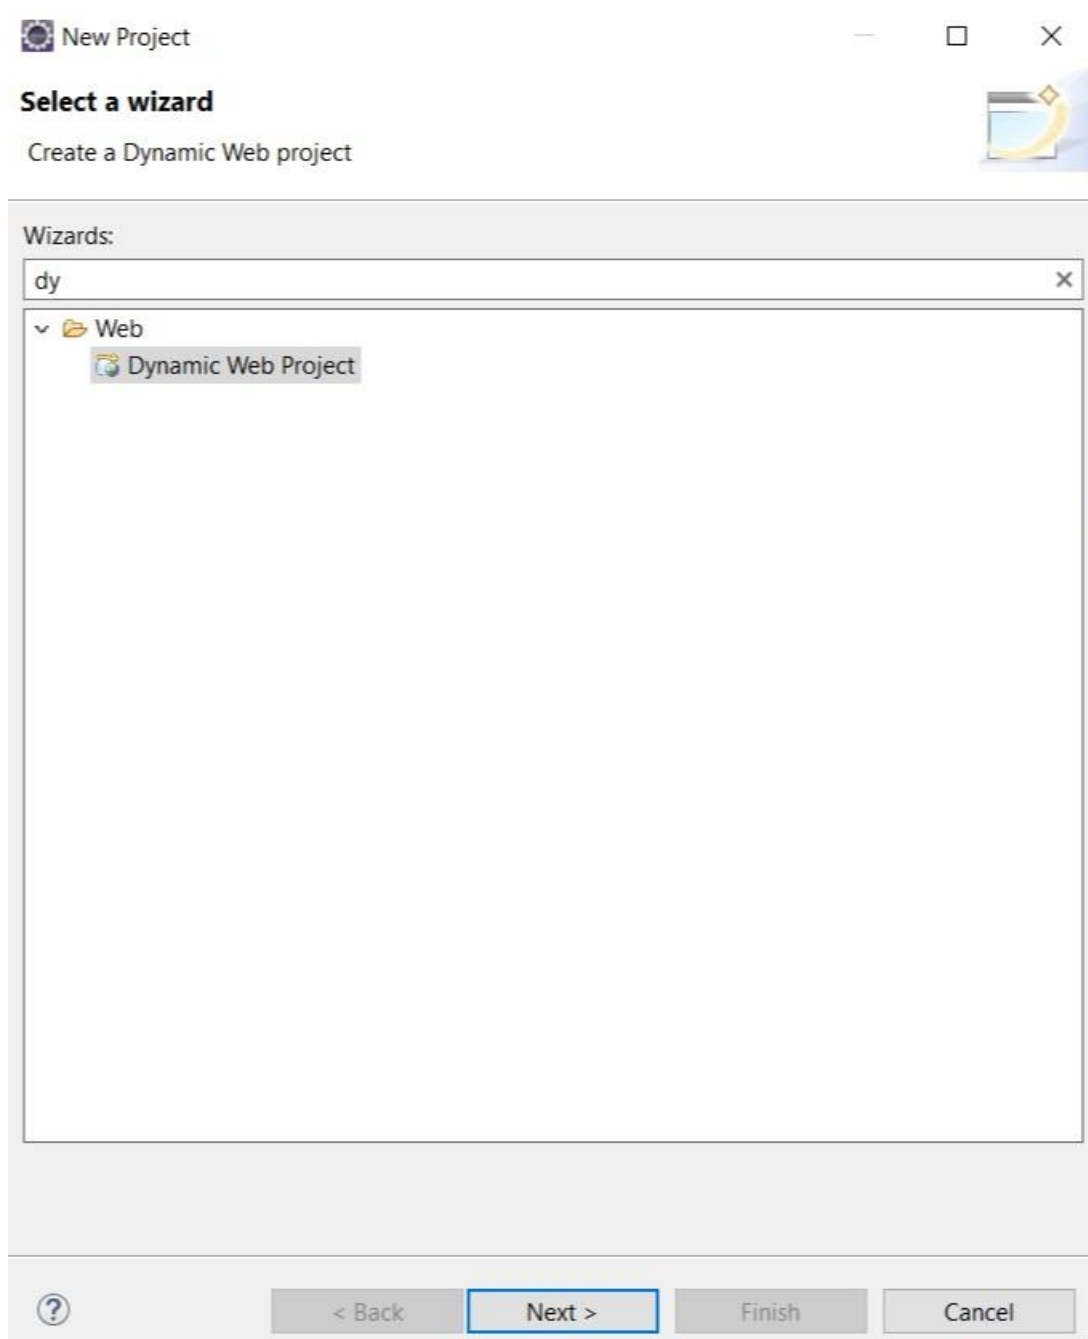 New Project
Select a wizard
Create a Dynamic Web project
Wizards:
dy
Web
Dynamic Web Project
?
< Back
Next >
Finish
Cancel